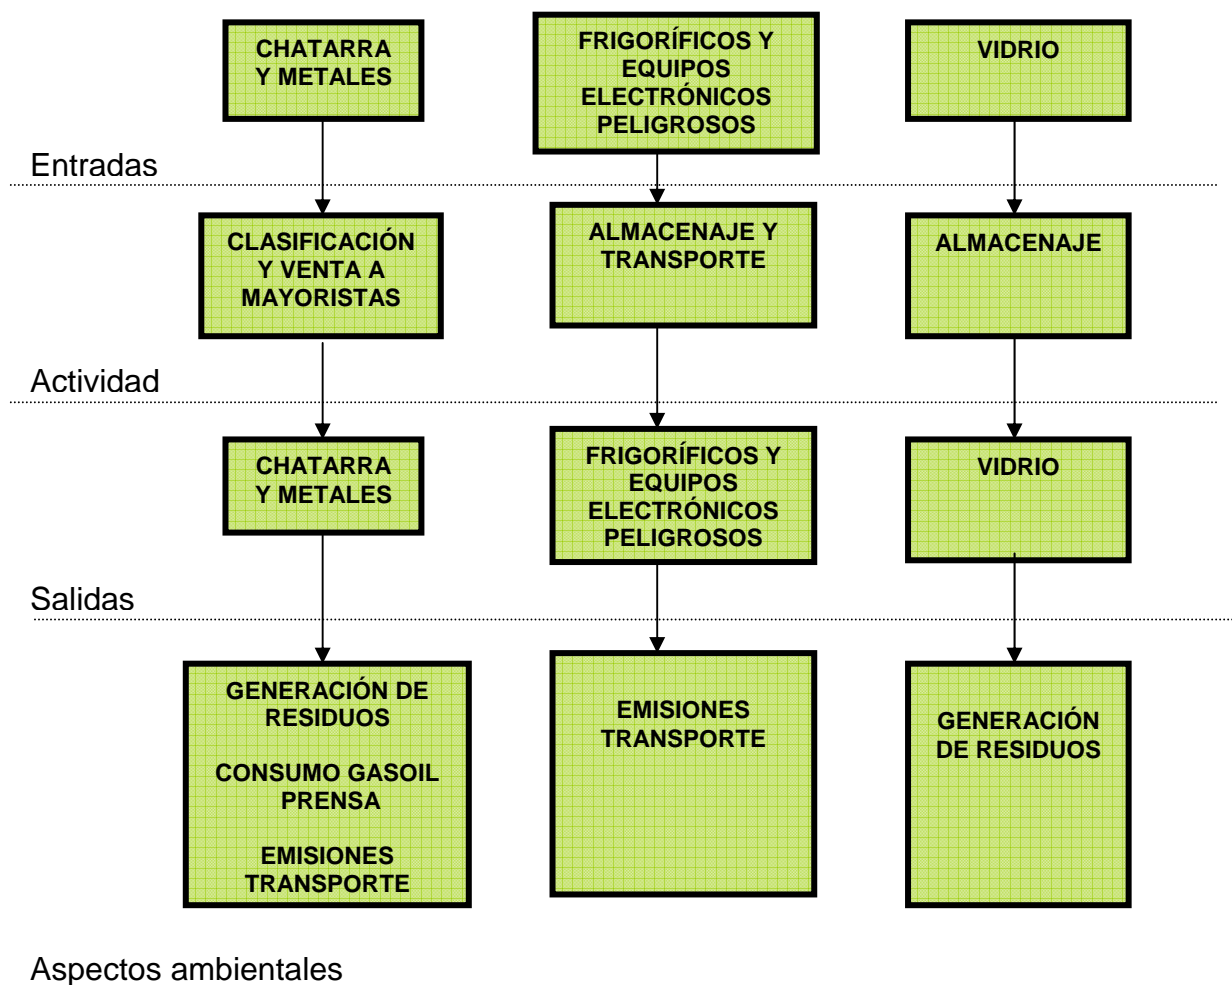 CHATARRA
Y METALES
FRIGORÍFICOS Y
EQUIPOS
ELECTRÓNICOS
PELIGROSOS
VIDRIO
Entradas
CLASIFICACIÓN
Y VENTA A
MAYORISTAS
ALMACENAJE Y
TRANSPORTE
ALMACENAJE
Actividad
CHATARRA
Y METALES
FRIGORÍFICOS Y
EQUIPOS
ELECTRÓNICOS
PELIGROSOS
VIDRIO
Salidas
GENERACIÓN DE
RESIDUOS
CONSUMO GASOIL
PRENSA
EMISIONES
TRANSPORTE
EMISIONES
TRANSPORTE
GENERACIÓN
DE RESIDUOS
Aspectos ambientales